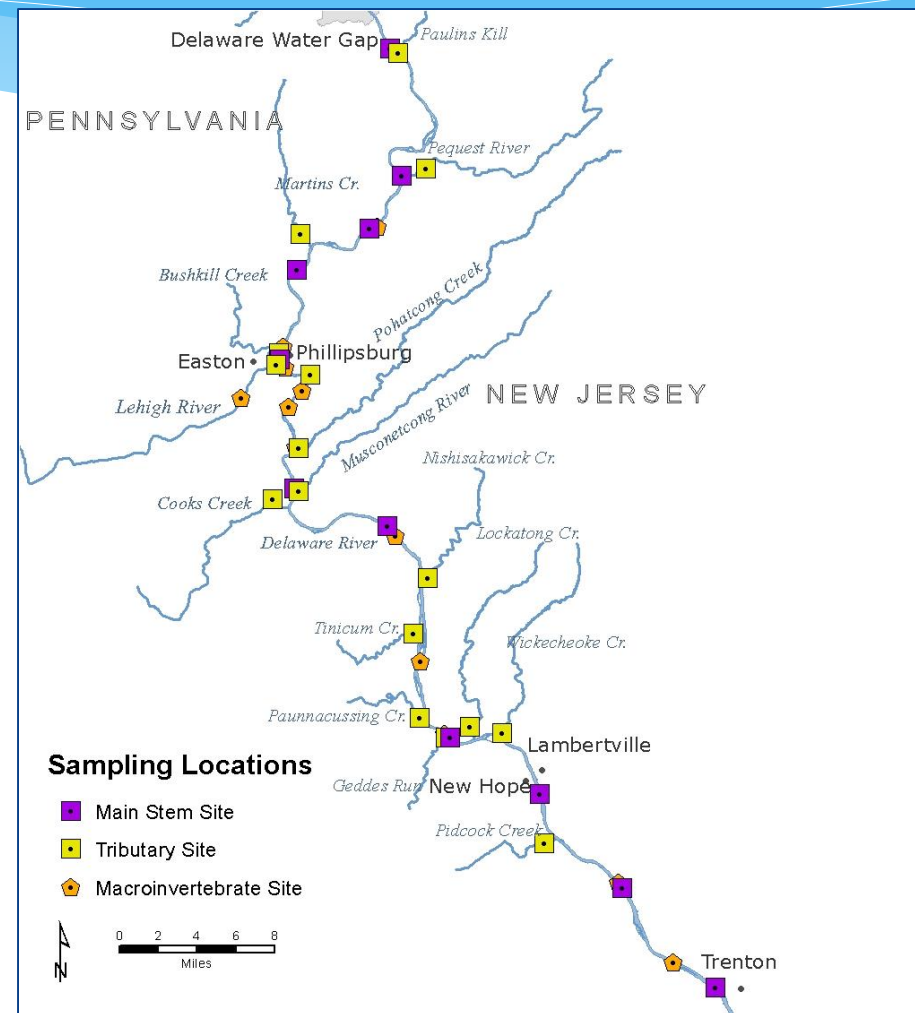 Delaware Water Gap
Paulins Kill
PENNSYLVANIA
Pequest River
Martins Cr.
Bushkill Creek
Pohatcong Creek
Easton
Phillipsburg
Lehigh River
Musconetcong River
NEW JERSEY
Nishisakawick Cr.
Cooks Creek
Delaware River
Lockatong Cr.
Tinicum Cr.
Wickecheoke Cr.
Paunnacussing Cr.
Lambertville
Sampling Locations
Geddes Run
New Hope
Main Stem Site
Pidcock Creek
Tributary Site
Macroinvertebrate Site
0 2 4 6 8
Miles
N
Trenton